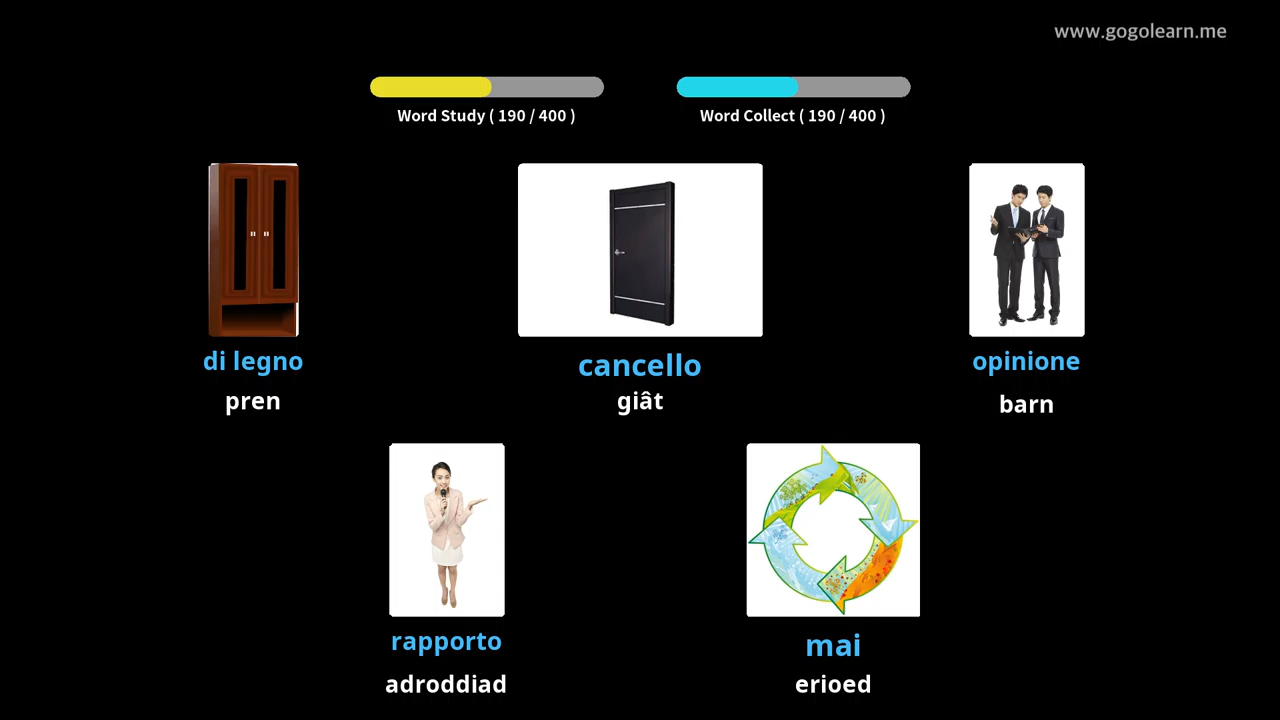 www.gogolearn.me
Word Study ( 190 / 400 )
Word Collect ( 190 / 400 )
di legno
pren
cancello
giât
opinione
barn
rapporto
adroddiad
mai
erioed